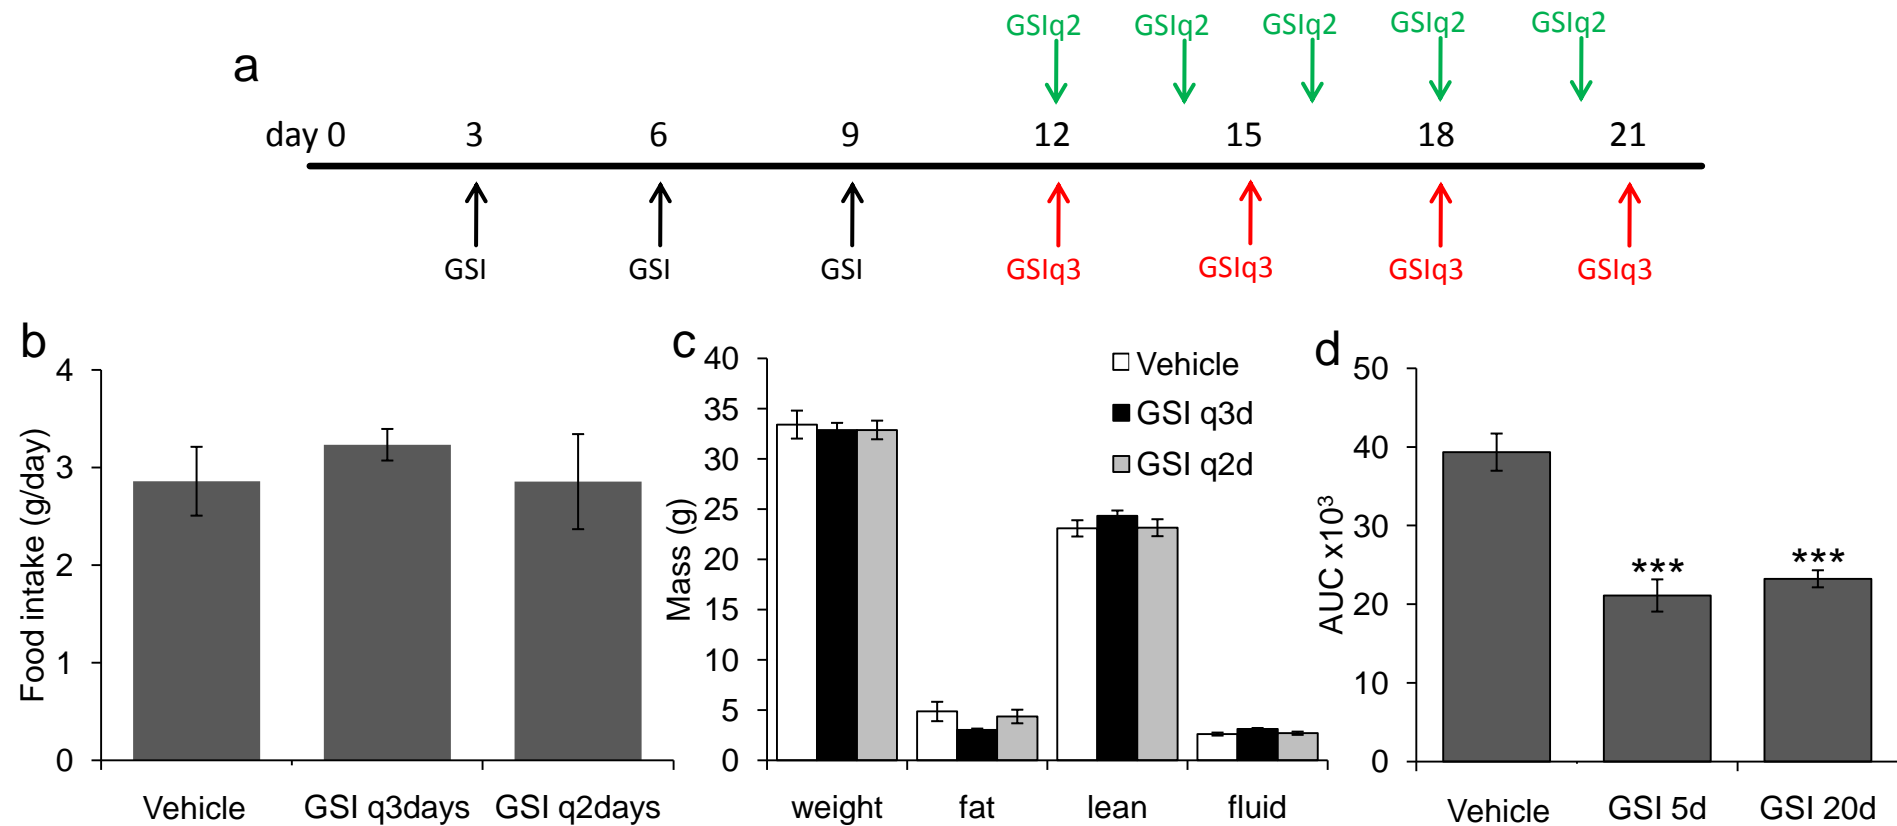 a
GSIq2 GSIq2 GSIq2 GSIq2 GSIq2
day 0 3 6 9 12 15 18 21
GSI GSI GSI GSIq3 GSIq3 GSIq3 GSIq3
b
Food intake (g/day)
4
3
2
1
0
Vehicle GSI q3days GSI q2days
c
Mass (g)
40
35
30
25
20
15
10
5
0
Vehicle
GSI q3d
GSI q2d
weight fat lean fluid
d
AUC x10³
50
40
30
20
10
0
*** ***
Vehicle GSI 5d GSI 20d